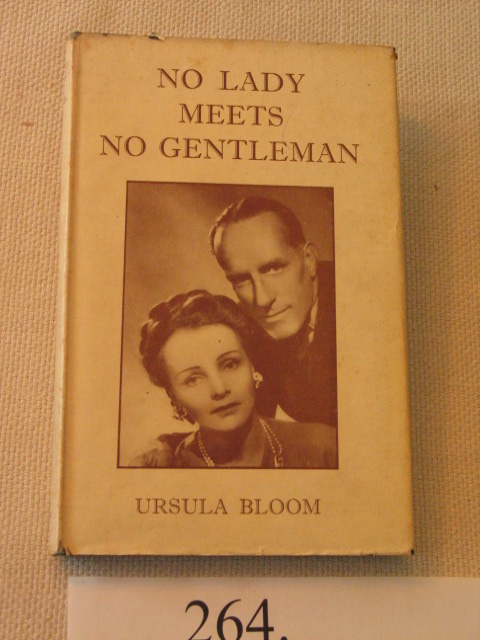 NO LADY
MEETS
NO GENTLEMAN
URSULA BLOOM
264.